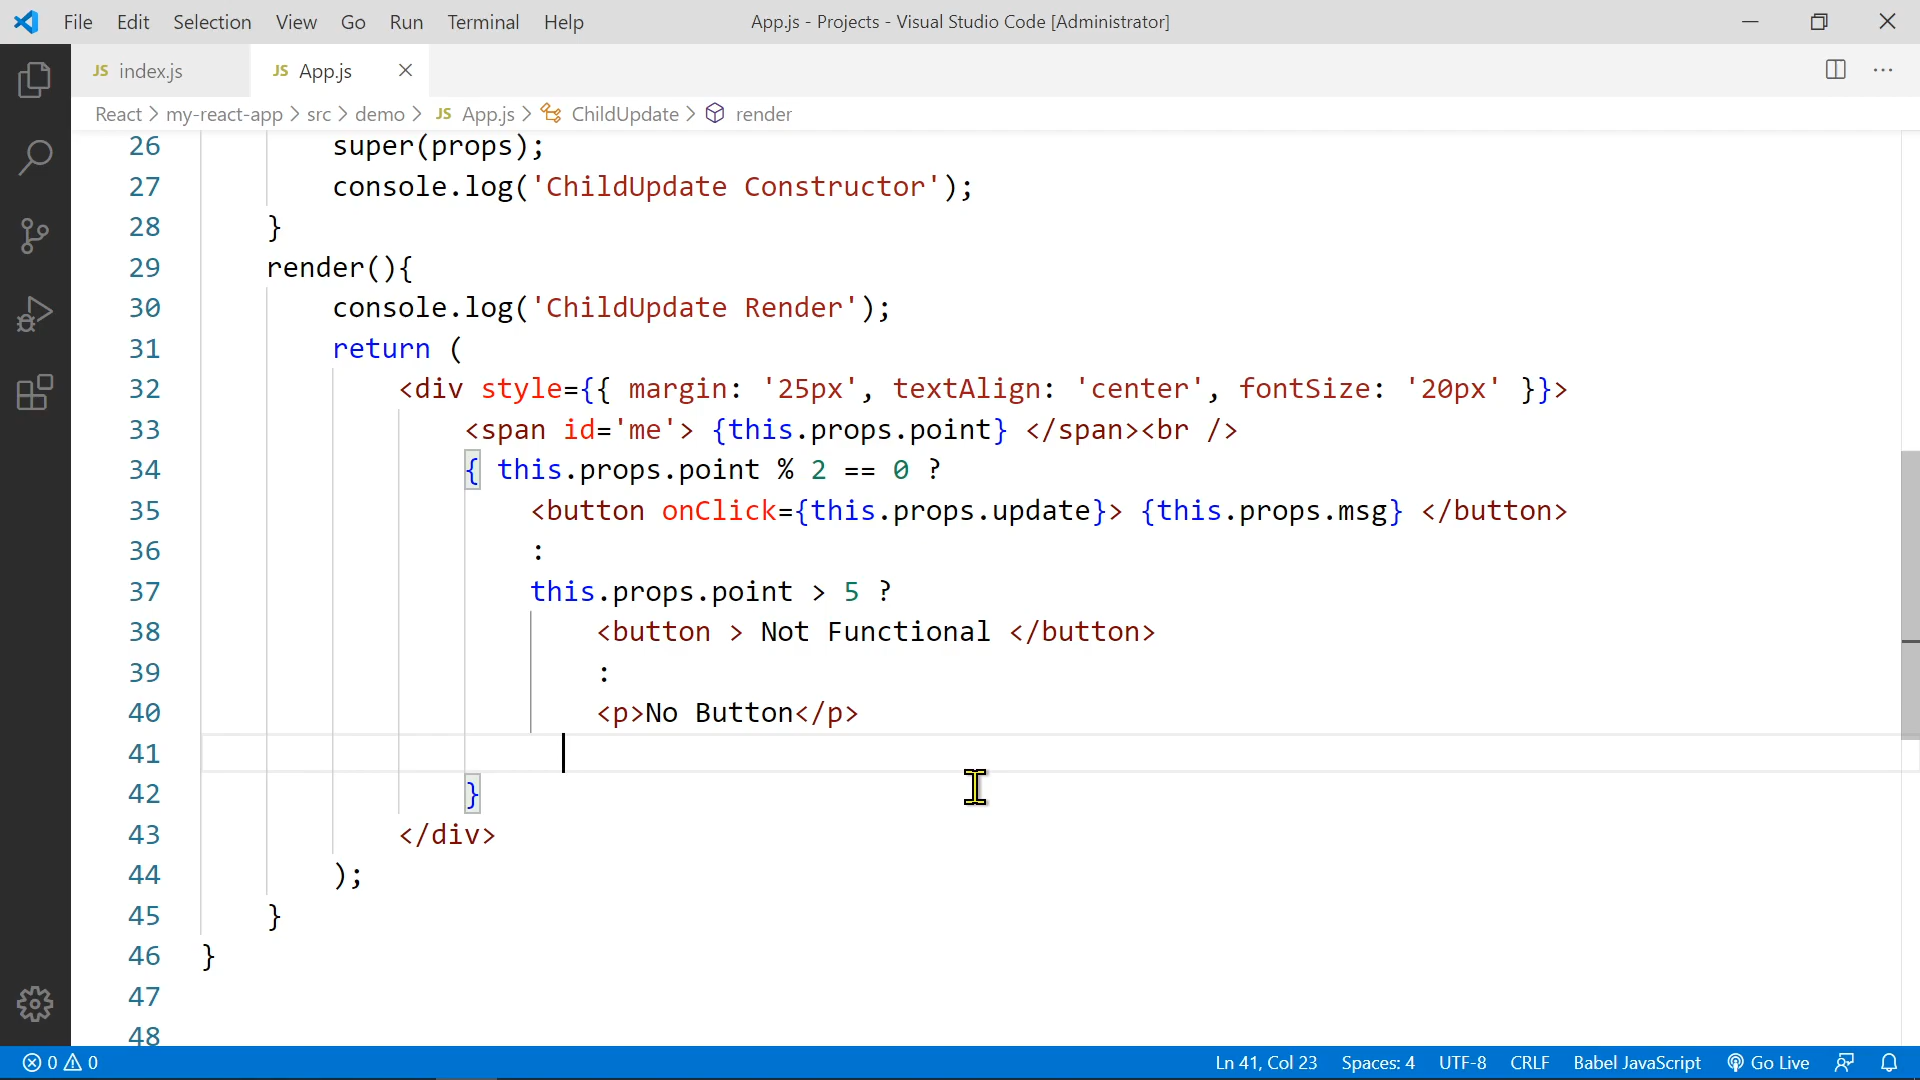 File Edit Selection View Go Run Terminal Help App.js - Projects - Visual Studio Code [Administrator]
JS index.js JS App.js
React > my-react-app > src > demo > JS App.js > ChildUpdate > render
26 super(props);
27 console.log('ChildUpdate Constructor');
28 }
29 render(){
30 console.log('ChildUpdate Render');
31 return (
32 <div style={{ margin: '25px', textAlign: 'center', fontSize: '20px' }}>
33 <span id='me'> {this.props.point} </span><br />
34 { this.props.point % 2 == 0 ?
35 <button onClick={this.props.update}> {this.props.msg} </button>
36 :
37 this.props.point > 5 ?
38 <button > Not Functional </button>
39 :
40 <p>No Button</p>
41
42 }
43 </div>
44 );
45 }
46 }
47
48
0 0 Ln 41, Col 23 Spaces: 4 UTF-8 CRLF Babel JavaScript Go Live